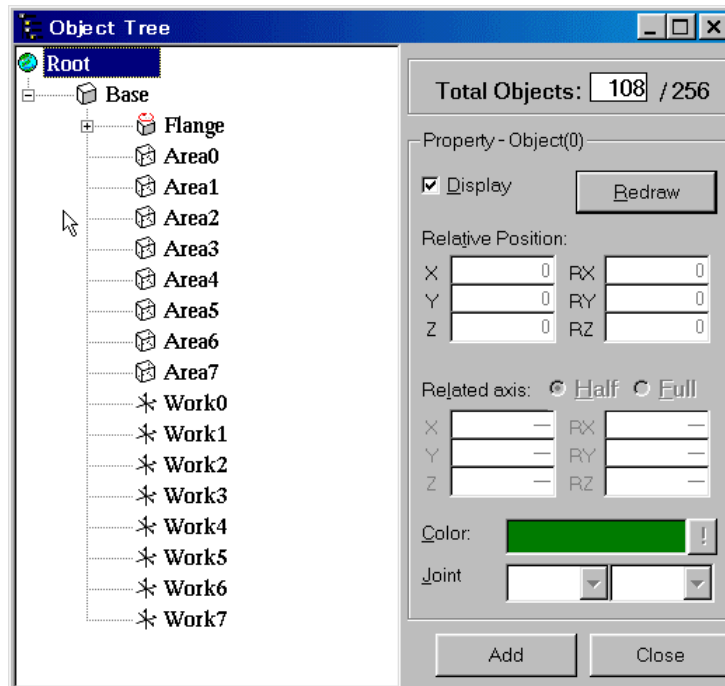 Object Tree
Root
Base
Flange
Area0
Area1
Area2
Area3
Area4
Area5
Area6
Area7
Work0
Work1
Work2
Work3
Work4
Work5
Work6
Work7
Total Objects: 108 / 256
Property - Object(0)
Display Redraw
Relative Position:
X 0 RX 0
Y 0 RY 0
Z 0 RZ 0
Related axis: Half Full
X — RX —
Y — RY —
Z — RZ —
Color: !
Joint
Add Close